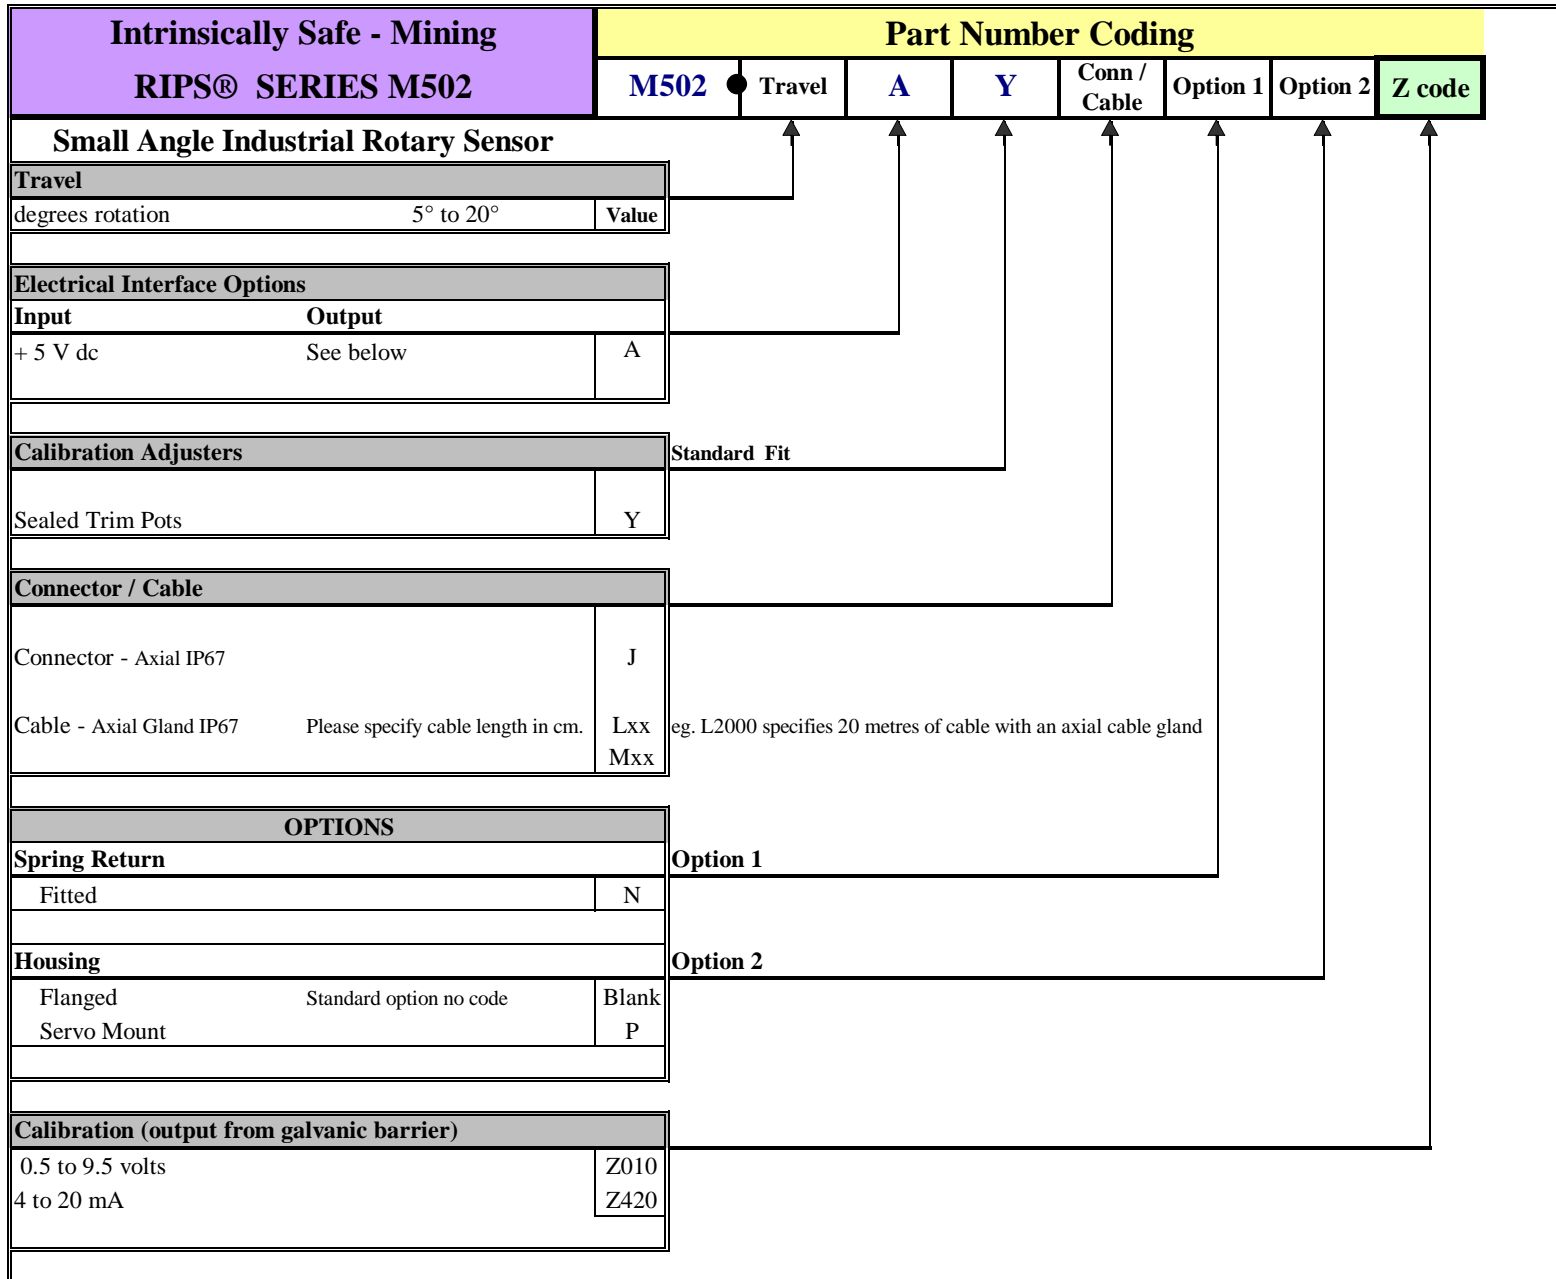 Intrinsically Safe - Mining
Part Number Coding
RIPS® SERIES M502
M502 ● Travel A Y Conn / Cable Option 1 Option 2 Z code
Small Angle Industrial Rotary Sensor
Travel
degrees rotation 5° to 20° Value
Electrical Interface Options
Input Output
+ 5 V dc See below A
Calibration Adjusters Standard Fit
Sealed Trim Pots Y
Connector / Cable
Connector - Axial IP67 J
Cable - Axial Gland IP67 Please specify cable length in cm. Lxx eg. L2000 specifies 20 metres of cable with an axial cable gland
Mxx
OPTIONS
Spring Return Option 1
Fitted N
Housing Option 2
Flanged Standard option no code Blank
Servo Mount P
Calibration (output from galvanic barrier)
0.5 to 9.5 volts Z010
4 to 20 mA Z420